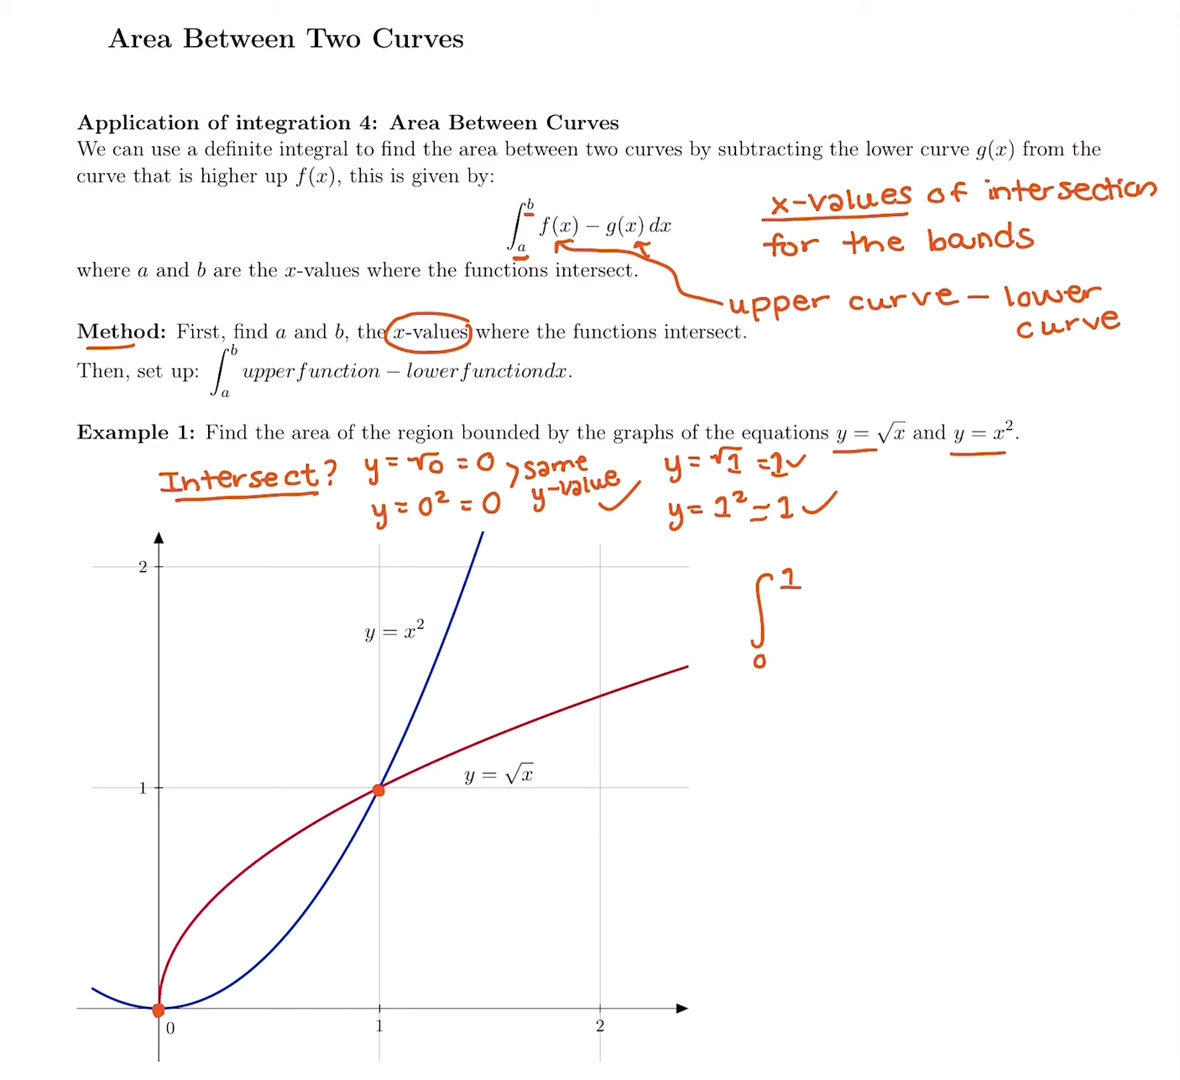 Area Between Two Curves
Application of integration 4: Area Between Curves
We can use a definite integral to find the area between two curves by subtracting the lower curve g(x) from the
curve that is higher up f(x), this is given by:
∫_a^b f(x) − g(x) dx
x-values of intersection
for the bands
where a and b are the x-values where the functions intersect.
upper curve − lower
curve
Method: First, find a and b, the x-values where the functions intersect.
Then, set up: ∫_a^b upperfunction − lowerfunctiondx.
Example 1: Find the area of the region bounded by the graphs of the equations y = √x and y = x².
Intersect? y = √0 = 0 > same y = √1 = 1 ✓
y = 0² = 0 y-value ✓ y = 1² = 1 ✓
2
∫_0^1
y = x²
y = √x
1
0 1 2